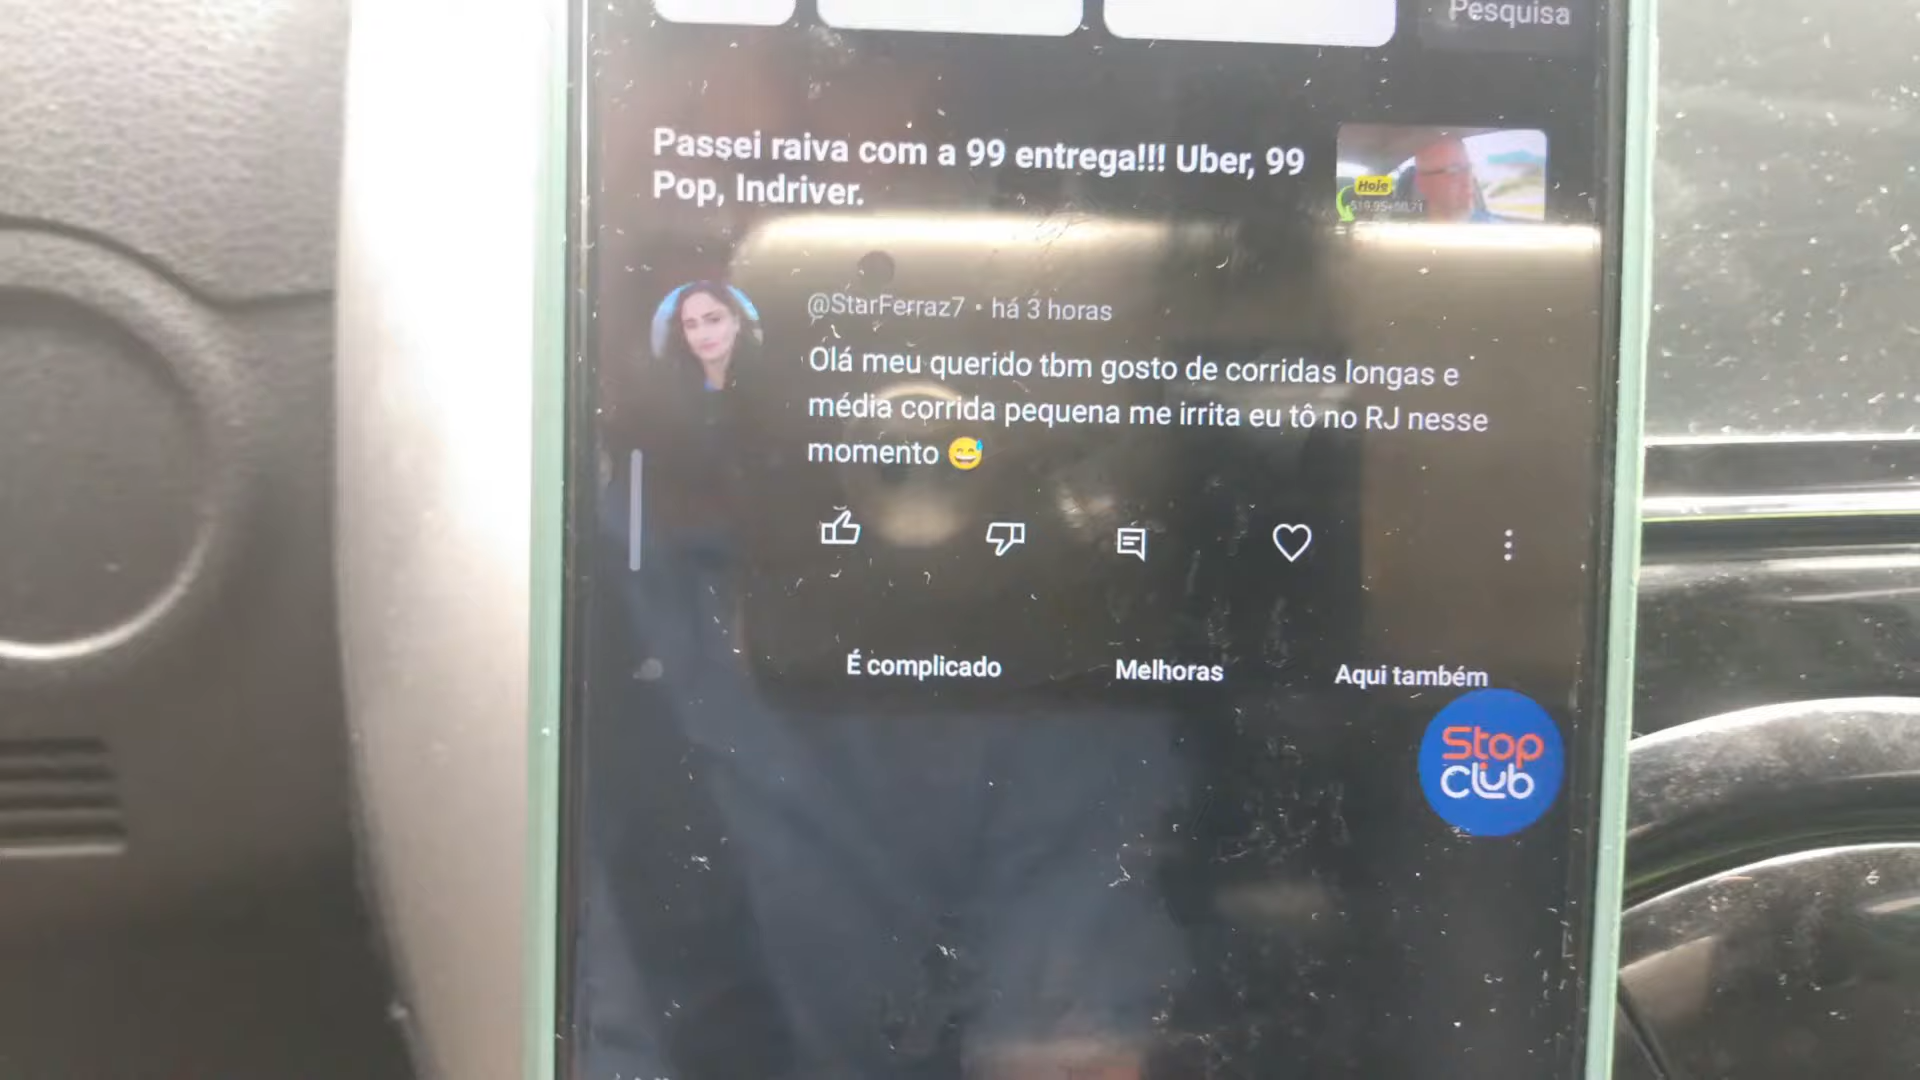 Pesquisa
Passei raiva com a 99 entrega!!! Uber, 99
Pop, Indriver.
Hoje
@StarFerraz7 • há 3 horas
Olá meu querido tbm gosto de corridas longas e
média corrida pequena me irrita eu tô no RJ nesse
momento 😅
É complicado
Melhoras
Aqui também
Stop
Club